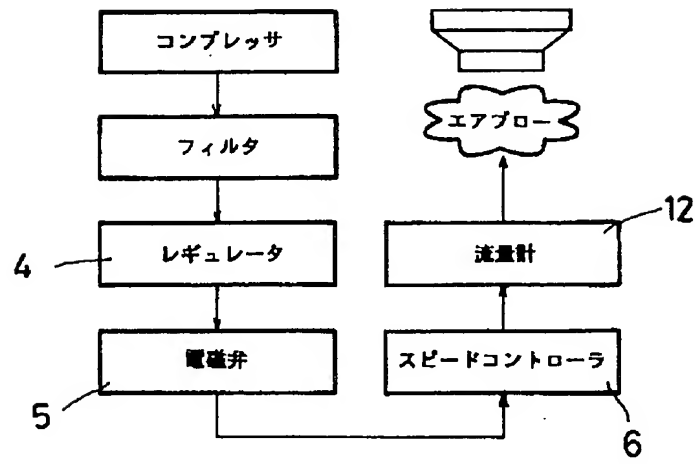 コンプレッサ
フィルタ
4
レギュレータ
電磁弁
5
エアブロー
12
流量計
スピードコントローラ
6